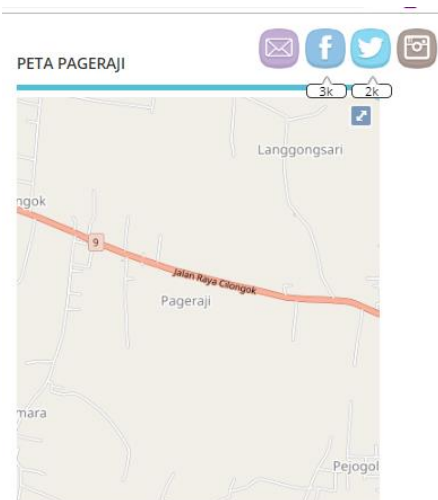 PETA PAGERAJI
3k
2k
Langgongsari
ngok
9
Jalan Raya Cilongok
Pageraji
mara
Pejogol